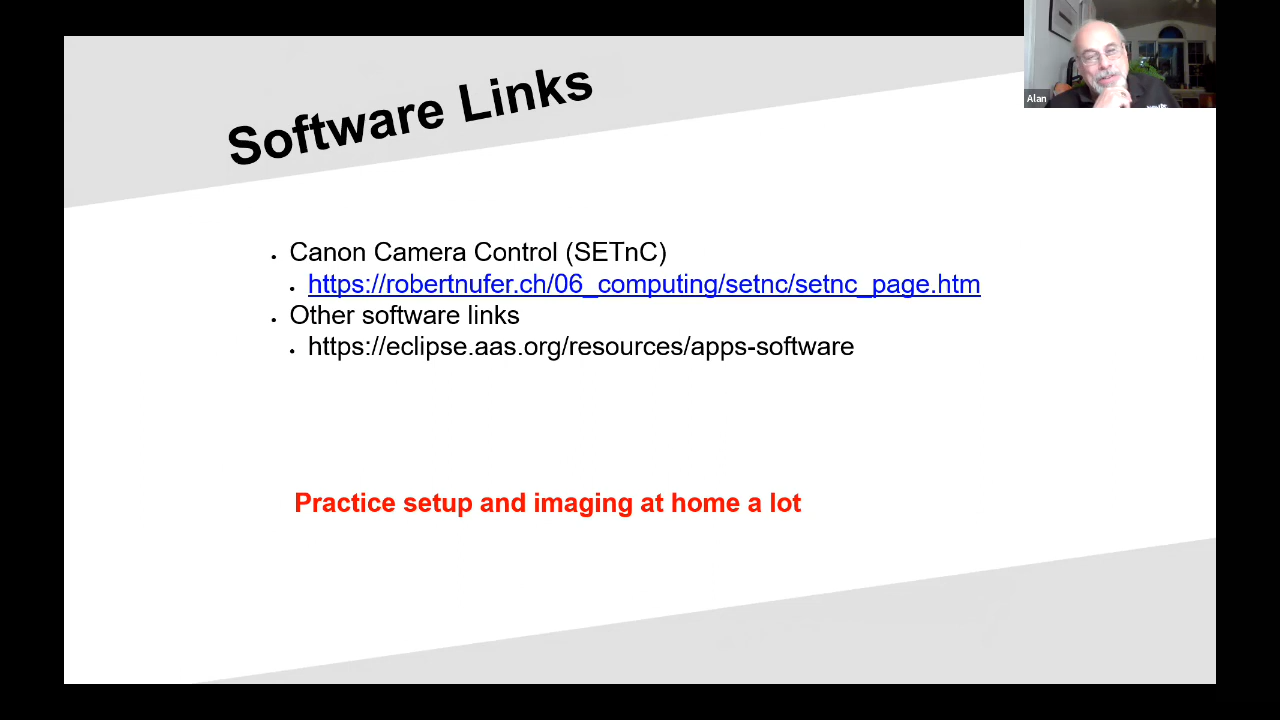 Software Links
Alan
• Canon Camera Control (SETnC)
• https://robertnufer.ch/06_computing/setnc/setnc_page.htm
• Other software links
• https://eclipse.aas.org/resources/apps-software
Practice setup and imaging at home a lot